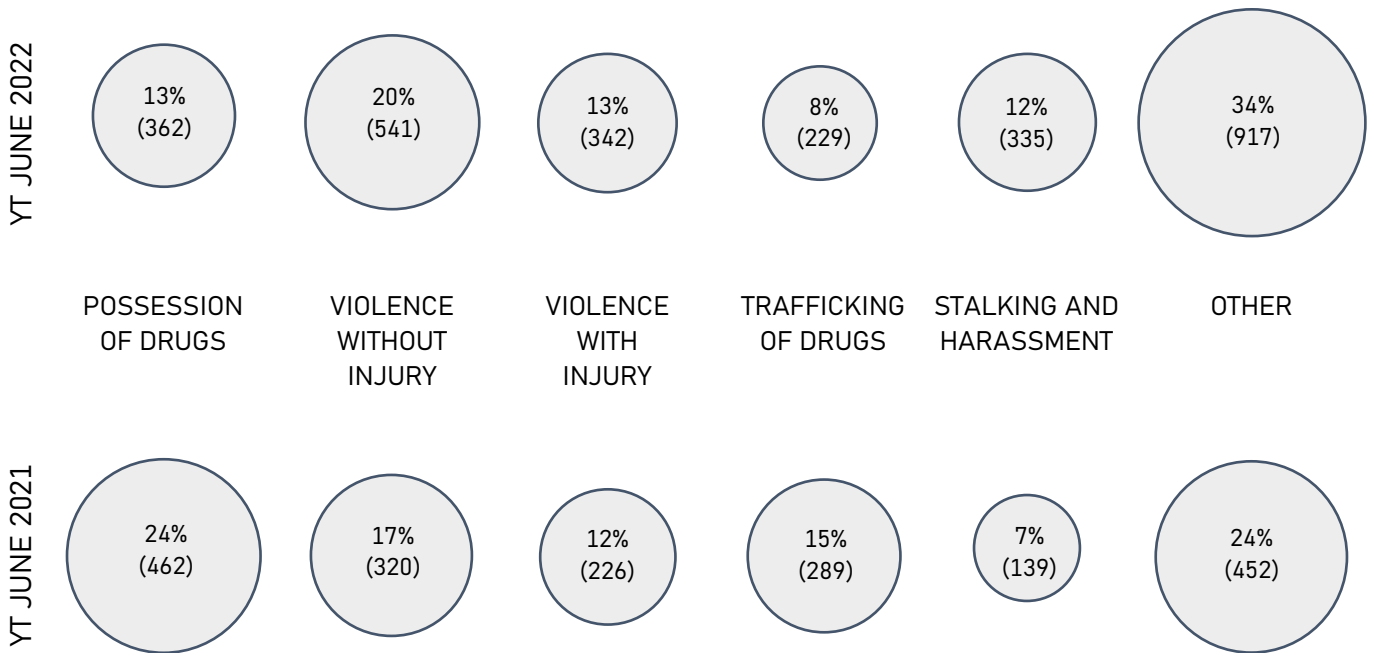 YT JUNE 2022
13%
(362)
20%
(541)
13%
(342)
8%
(229)
12%
(335)
34%
(917)
POSSESSION
OF DRUGS
VIOLENCE
WITHOUT
INJURY
VIOLENCE
WITH
INJURY
TRAFFICKING
OF DRUGS
STALKING AND
HARASSMENT
OTHER
YT JUNE 2021
24%
(462)
17%
(320)
12%
(226)
15%
(289)
7%
(139)
24%
(452)